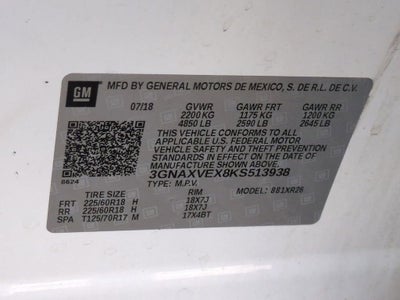 GM MFD BY GENERAL MOTORS DE MEXICO, S. DE R.L. DE C.V.
07/18 GVWR GAWR FRT GAWR RR
2200 KG 1175 KG 1200 KG
4850 LB 2590 LB 2645 LB
THIS VEHICLE CONFORMS TO ALL
APPLICABLE U.S. FEDERAL MOTOR
VEHICLE SAFETY STANDARDS IN EFFECT ON THE
DATE OF MANUFACTURE SHOWN ABOVE.
8624 3GNAXVEX8KS513938
TYPE: M.P.V. MODEL: 881XR26
TIRE SIZE RIM
FRT 225/60R18 H 18X7J
RR 225/60R18 H 18X7J
SPA T125/70R17 M 17X4BT